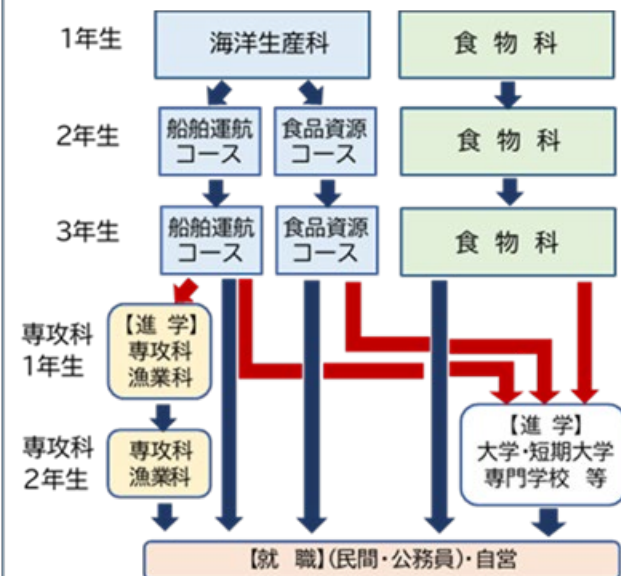 1年生
海洋生産科
食 物 科
2年生
船舶運航
コース
食品資源
コース
食 物 科
3年生
船舶運航
コース
食品資源
コース
食 物 科
専攻科
1年生
【進 学】
専攻科
漁業科
専攻科
2年生
専攻科
漁業科
【進 学】
大学・短期大学
専門学校 等
【就 職】(民間・公務員)・自営